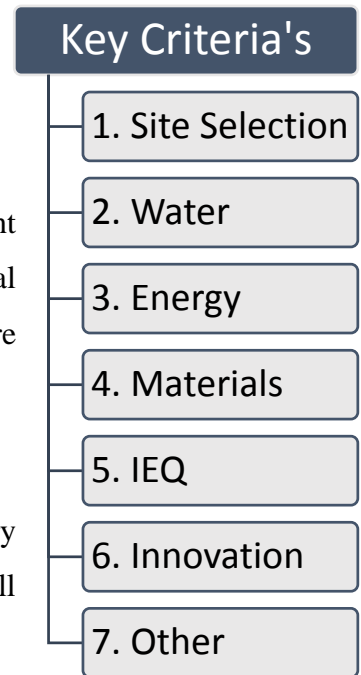 Key Criteria's
1. Site Selection
2. Water
3. Energy
4. Materials
5. IEQ
6. Innovation
7. Other